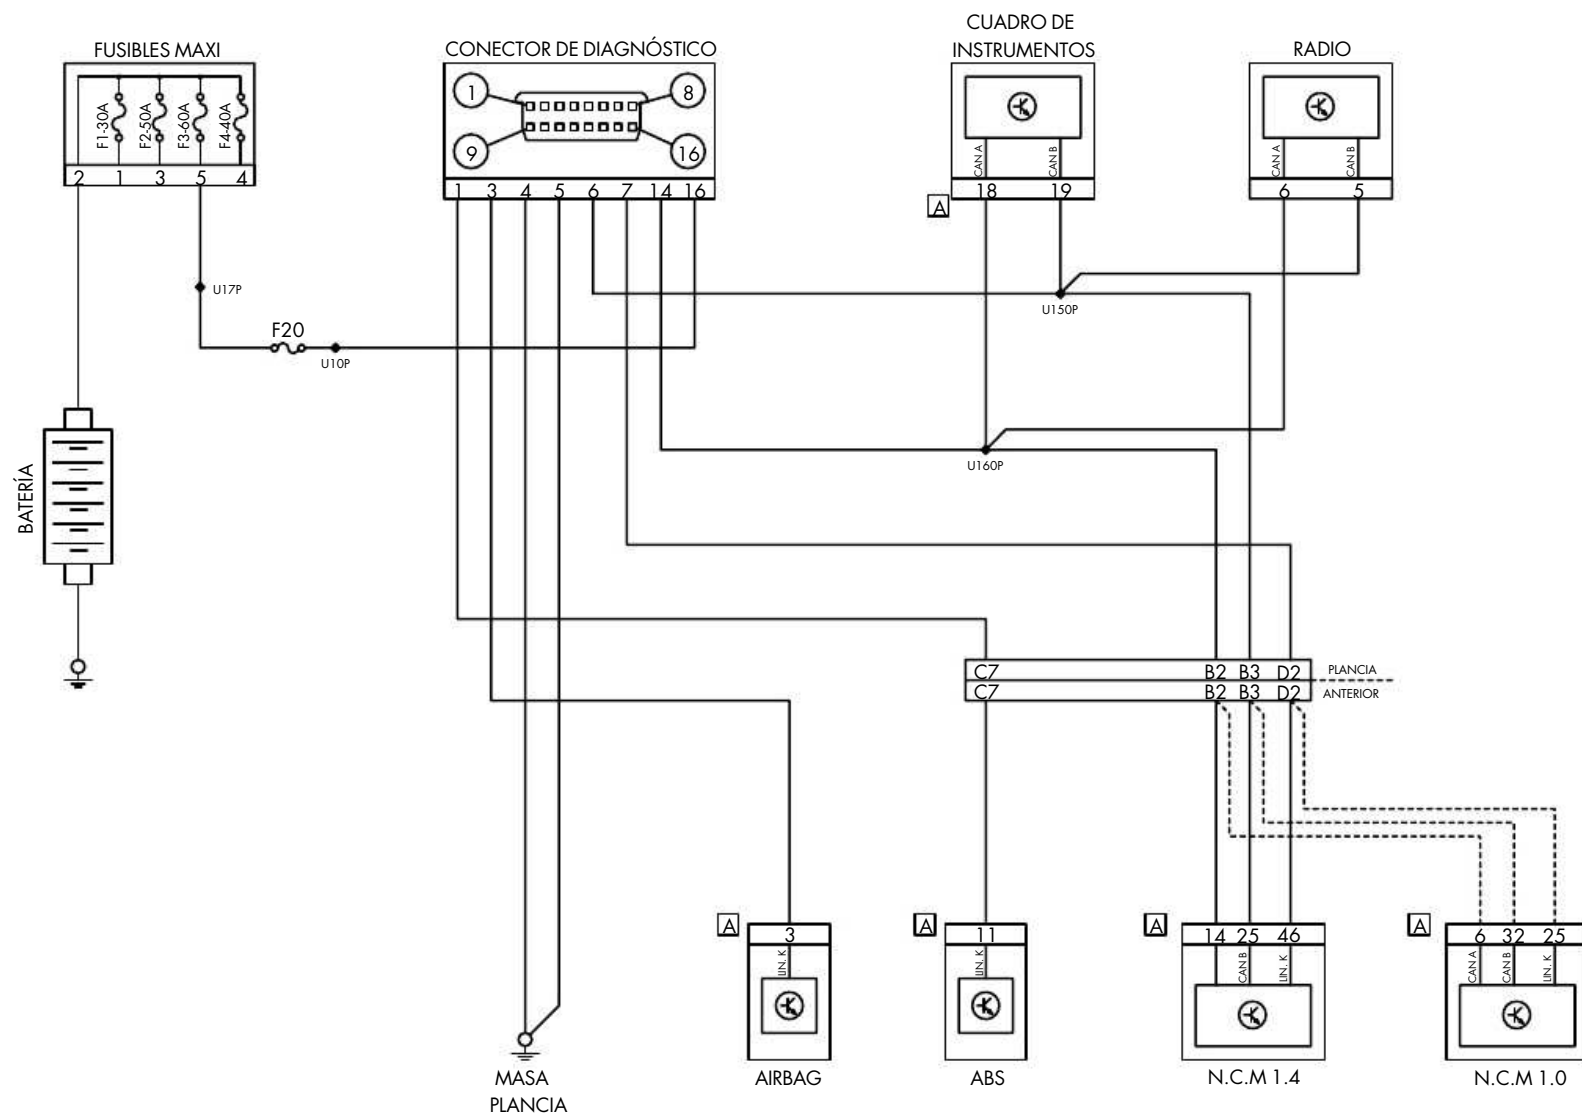 FUSIBLES MAXI
F1-30A
F2-50A
F3-60A
F4-40A
2 1 3 5 4
CONECTOR DE DIAGNÓSTICO
1 8
9 16
1 3 4 5 6 7 14 16
CUADRO DE
INSTRUMENTOS
CAN A
CAN B
18 19
A
RADIO
CAN A
CAN B
6 5
U17P
F20
U10P
U150P
U160P
BATERÍA
C7 B2 B3 D2 PLANCIA
C7 B2 B3 D2 ANTERIOR
A
3
LIN. K
AIRBAG
A
11
LIN. K
ABS
A
14 25 46
CAN B
LIN. K
N.C.M 1.4
A
6 32 25
CAN A
CAN B
LIN. K
N.C.M 1.0
MASA
PLANCIA